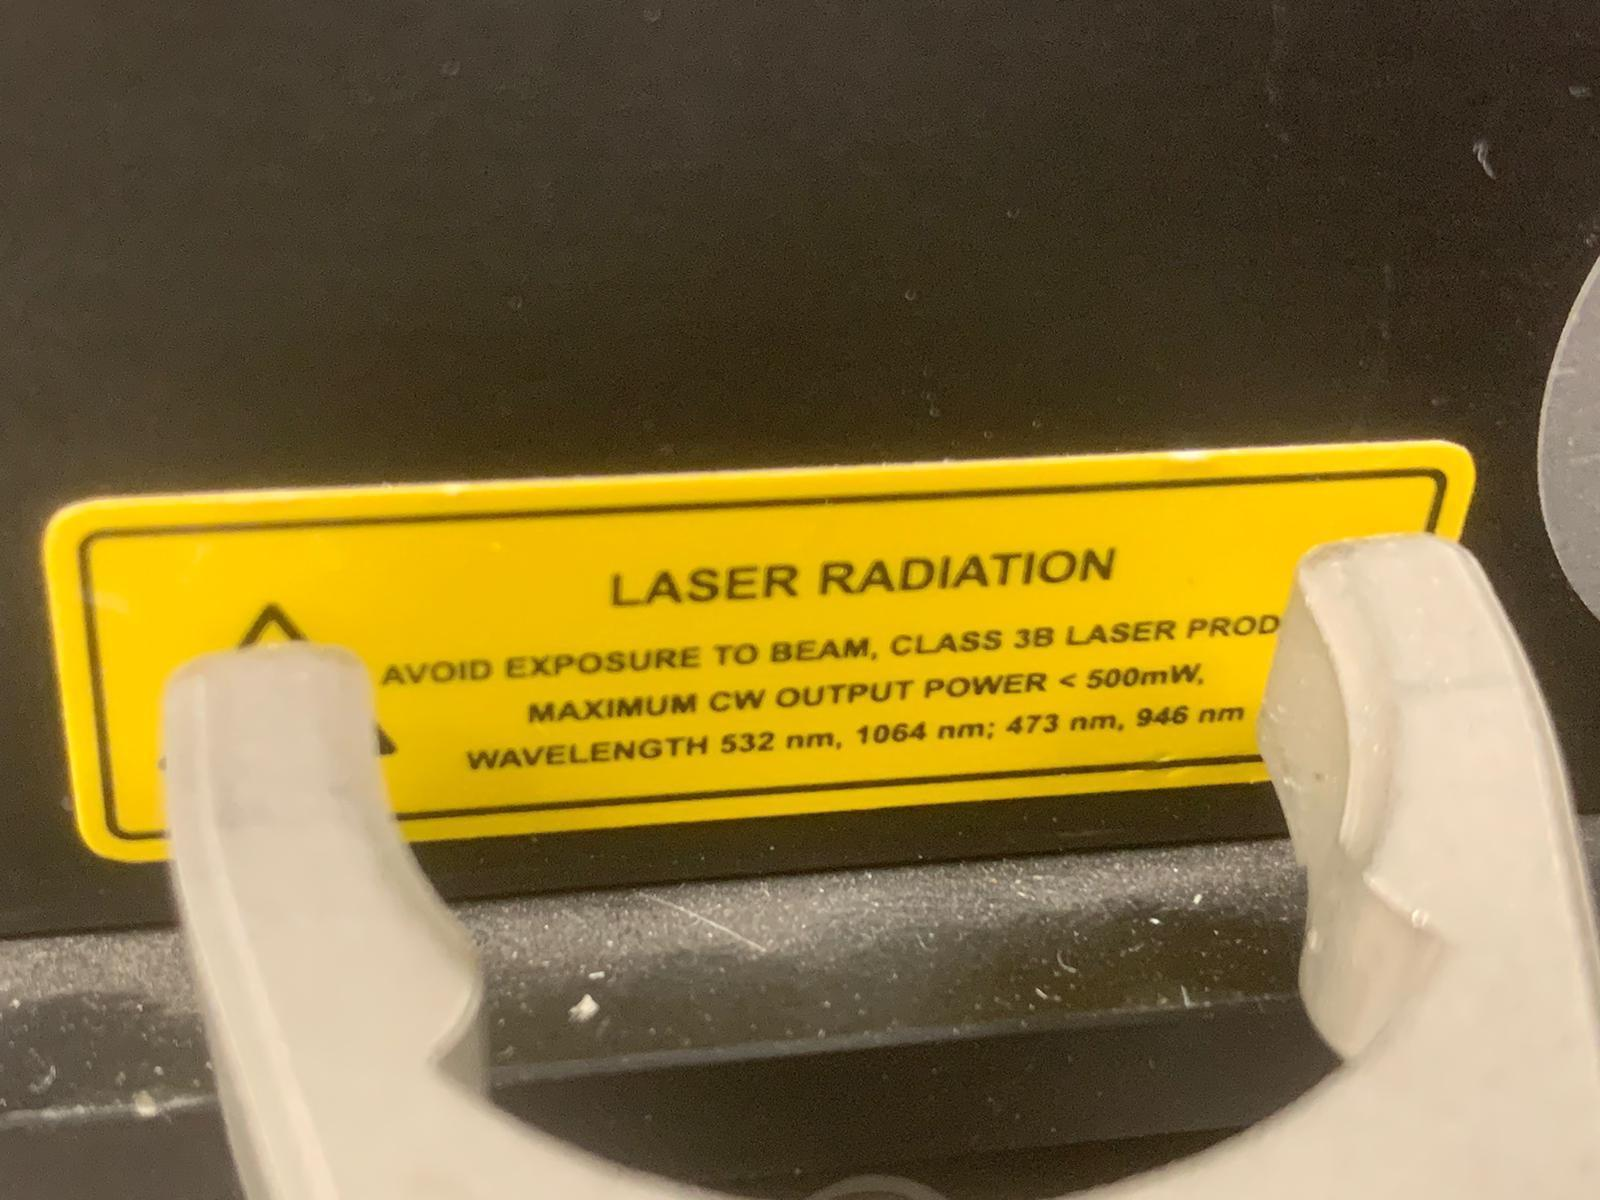 LASER RADIATION
AVOID EXPOSURE TO BEAM, CLASS 3B LASER PROD
MAXIMUM CW OUTPUT POWER < 500mW,
WAVELENGTH 532 nm, 1064 nm; 473 nm, 946 nm